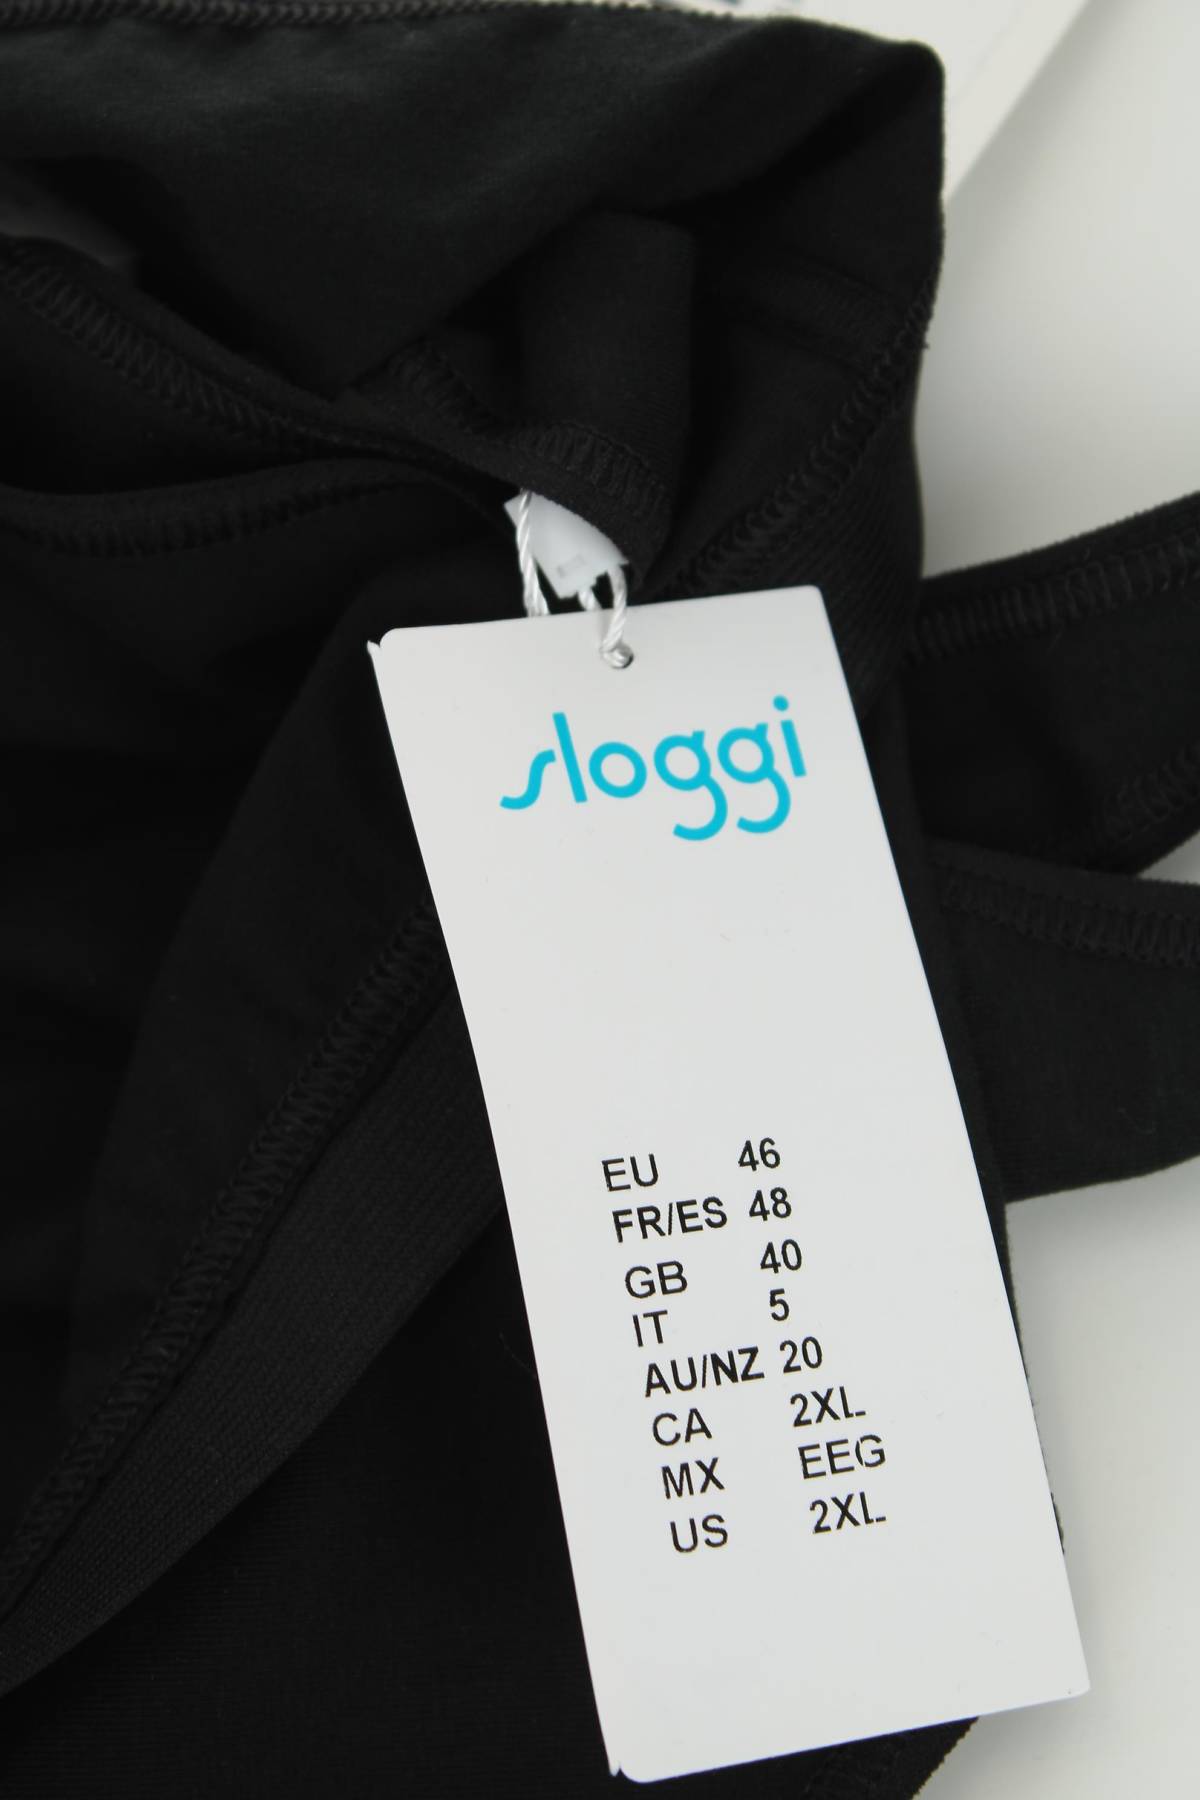 sloggi
EU 46
FR/ES 48
GB 40
IT 5
AU/NZ 20
CA 2XL
MX EEG
US 2XL